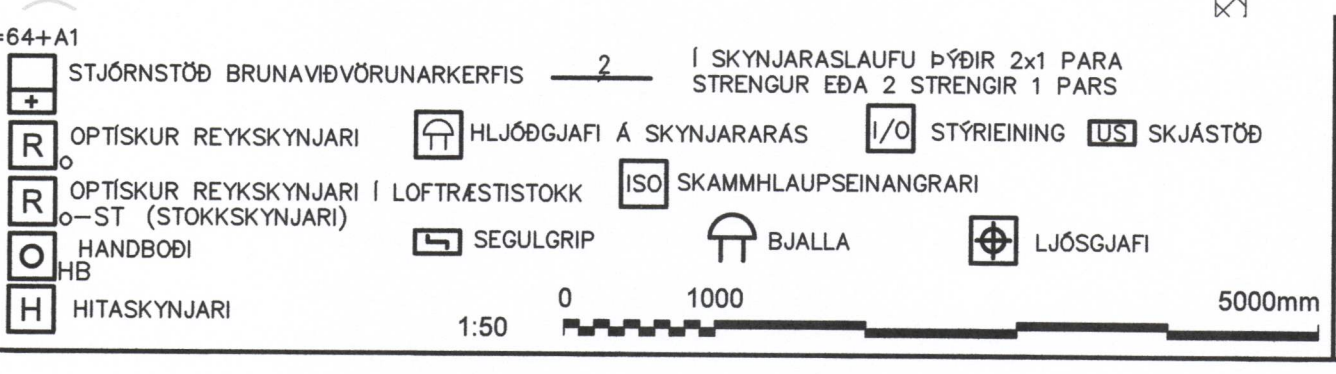 =64+A1
+ STJÓRNSTÖÐ BRUNAVIÐVÖRUNARKERFIS 2 Í SKYNJARASLAUFU ÞÝÐIR 2x1 PARA
STRENGUR EÐA 2 STRENGIR 1 PARS
R O OPTÍSKUR REYKSKYNJARI HLJÓÐGJAFI Á SKYNJARARÁS I/O STÝRIEINING US SKJÁSTÖÐ
R OPTÍSKUR REYKSKYNJARI Í LOFTRÆSTISTOKK ISO SKAMMHLAUPSEINANGRARI
o-ST (STOKKSKYNJARI)
HANDBOÐI SEGULGRIP BJALLA LJÓSGJAFI
HB
H HITASKYNJARI
1:50 0 1000 5000mm